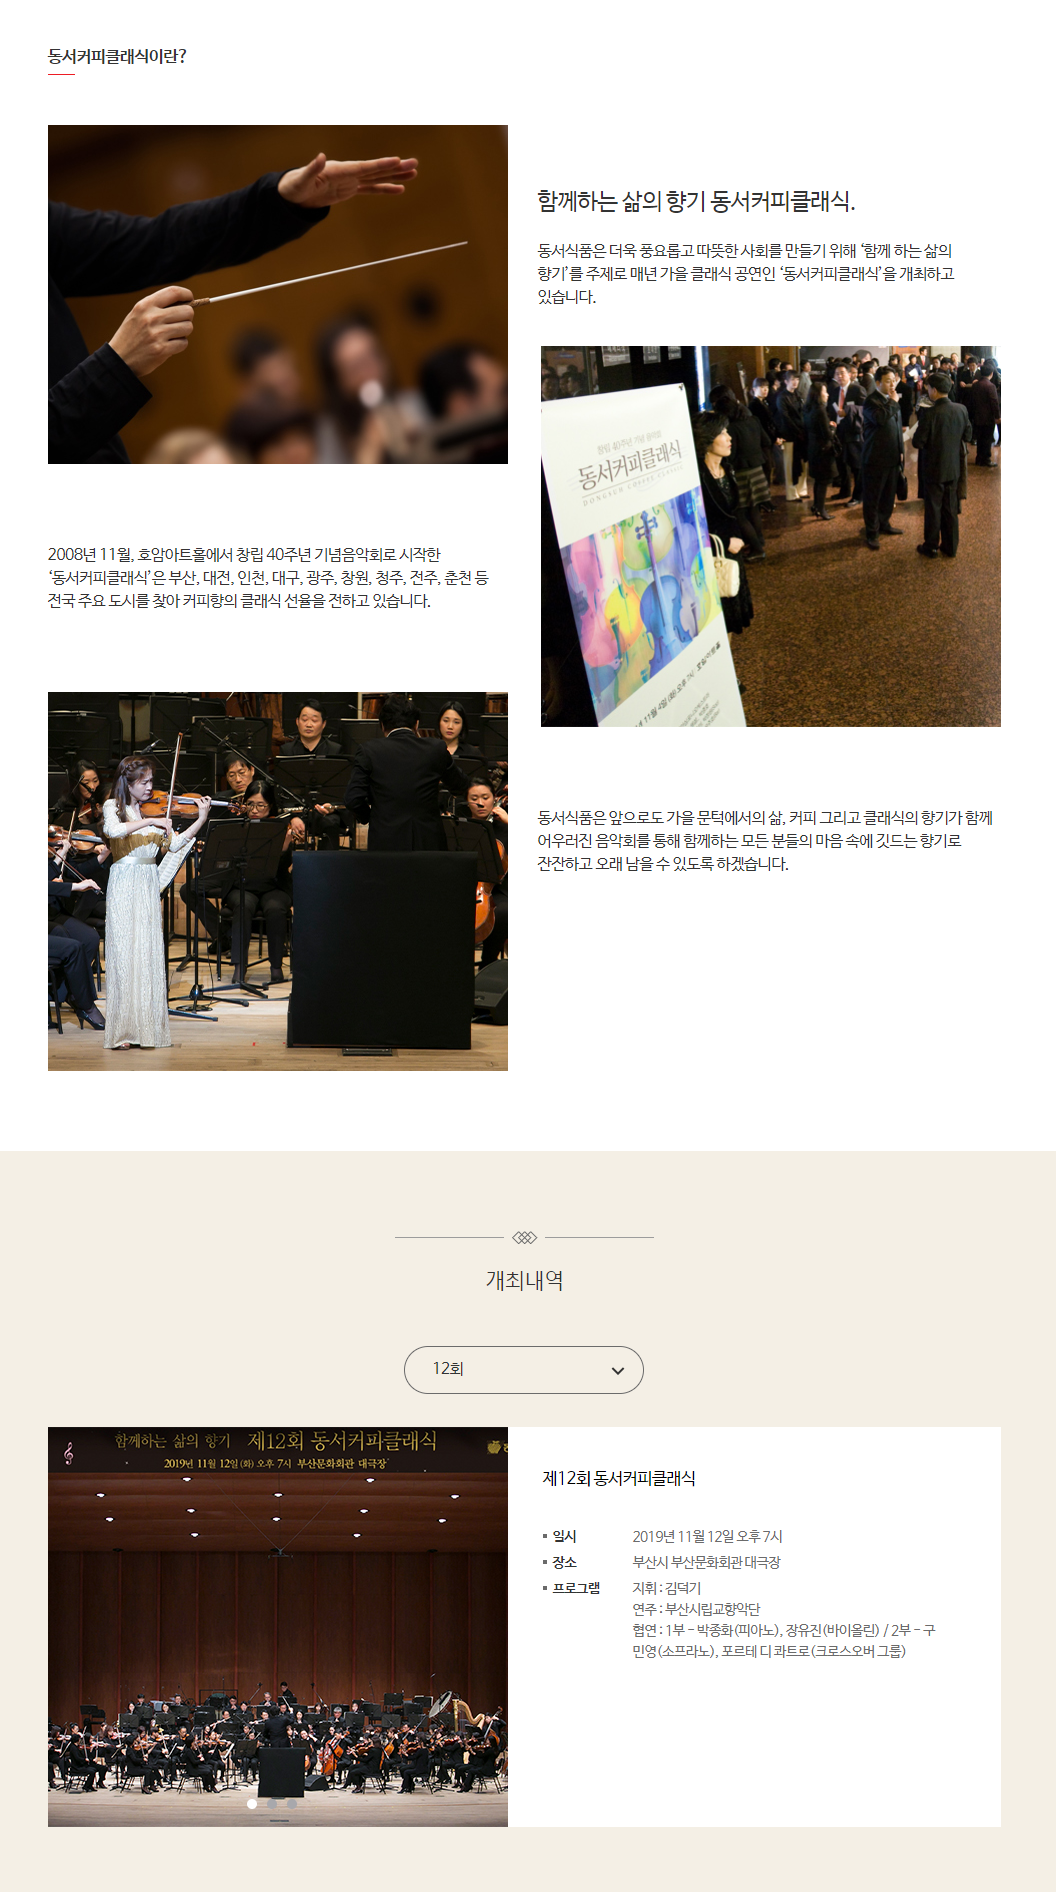 동서커피클래식이란?
함께하는 삶의 향기 동서커피클래식.
동서식품은 더욱 풍요롭고 따뜻한 사회를 만들기 위해 ‘함께 하는 삶의
향기’를 주제로 매년 가을 클래식 공연인 ‘동서커피클래식’을 개최하고
있습니다.
창립 40주년 기념 음악회
동서커피클래식
DONGSUH COFFEE CLASSIC
2008년 11월, 호암아트홀에서 창립 40주년 기념음악회로 시작한
‘동서커피클래식’은 부산, 대전, 인천, 대구, 광주, 창원, 청주, 전주, 춘천 등
전국 주요 도시를 찾아 커피향의 클래식 선율을 전하고 있습니다.
동서식품은 앞으로도 가을 문턱에서의 삶, 커피 그리고 클래식의 향기가 함께
어우러진 음악회를 통해 함께하는 모든 분들의 마음 속에 깃드는 향기로
잔잔하고 오래 남을 수 있도록 하겠습니다.
개최내역
12회
함께하는 삶의 향기 제12회 동서커피클래식
2019년 11월 12일(화) 오후 7시 부산문화회관 대극장
제12회 동서커피클래식
일시 2019년 11월 12일 오후 7시
장소 부산시 부산문화회관 대극장
프로그램 지휘 : 김덕기
연주 : 부산시립교향악단
협연 : 1부 - 박종화(피아노), 장유진(바이올린) / 2부 - 구
민영(소프라노), 포르테 디 콰트로(크로스오버 그룹)